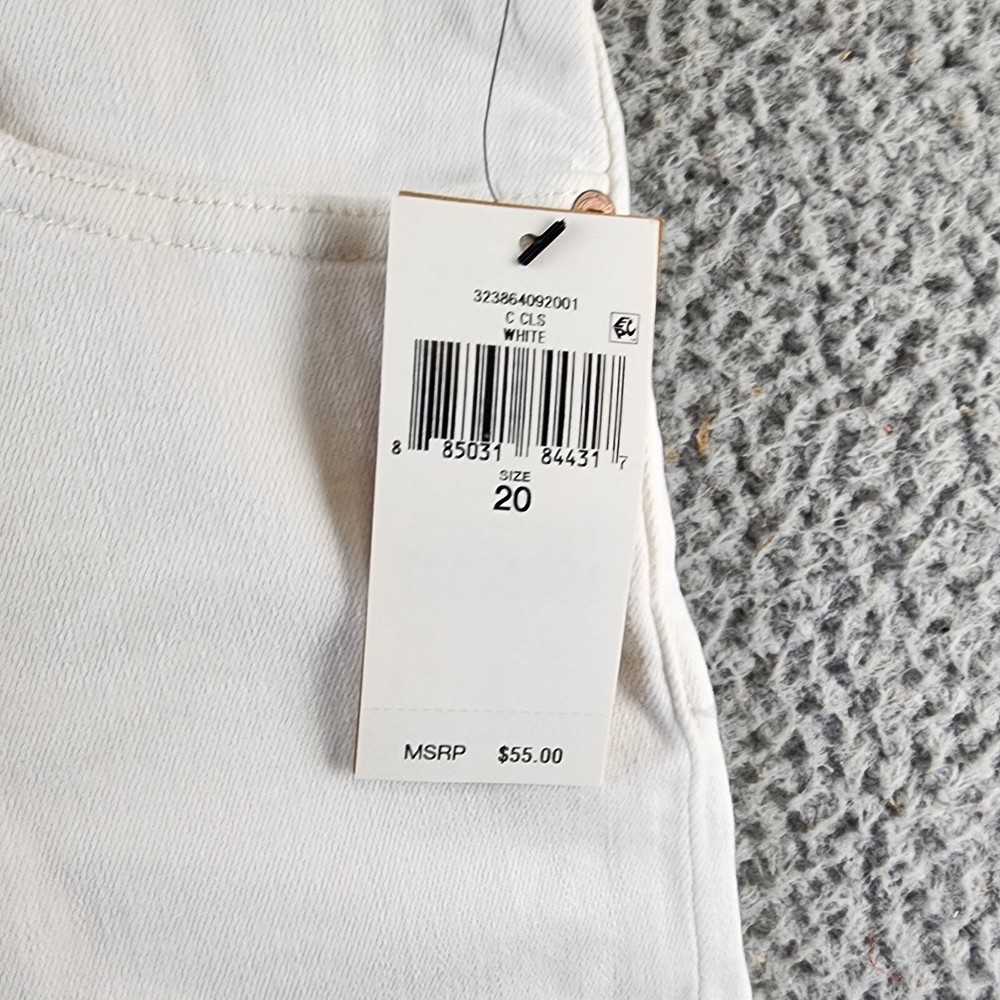 323864092001
C CLS
WHITE
8 85031 84431 7
SIZE
20
MSRP $55.00